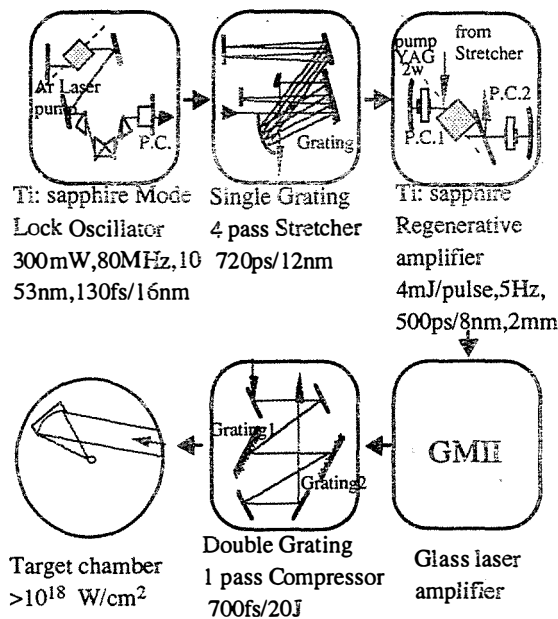 Ar Laser
pump
P.C.
Ti: sapphire Mode
Lock Oscillator
300mW,80MHz,10
53nm,130fs/16nm
Grating
Single Grating
4 pass Stretcher
720ps/12nm
pump
YAG
2w
from
Stretcher
P.C.1
P.C.2
Ti: sapphire
Regenerative
amplifier
4mJ/pulse,5Hz,
500ps/8nm,2mm
Target chamber
>10¹⁸ W/cm²
Grating1
Grating2
Double Grating
1 pass Compressor
700fs/20J
GMII
Glass laser
amplifier